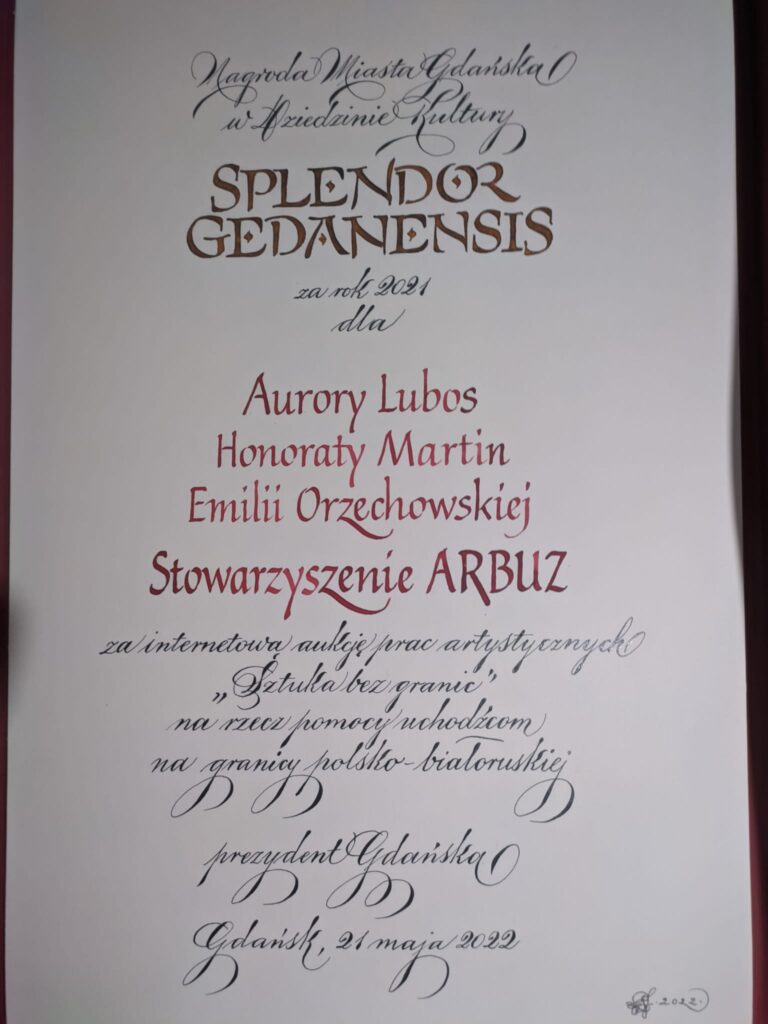 Nagroda Miasta Gdańska
w Dziedzinie Kultury
SPLENDOR
GEDANENSIS
za rok 2021
dla
Aurory Lubos
Honoraty Martin
Emilii Orzechowskiej
Stowarzyszenie ARBUZ
za internetową aukcję prac artystycznych
„Sztuka bez granic”
na rzecz pomocy uchodźcom
na granicy polsko-białoruskiej
prezydent Gdańska
Gdańsk, 21 maja 2022
2022